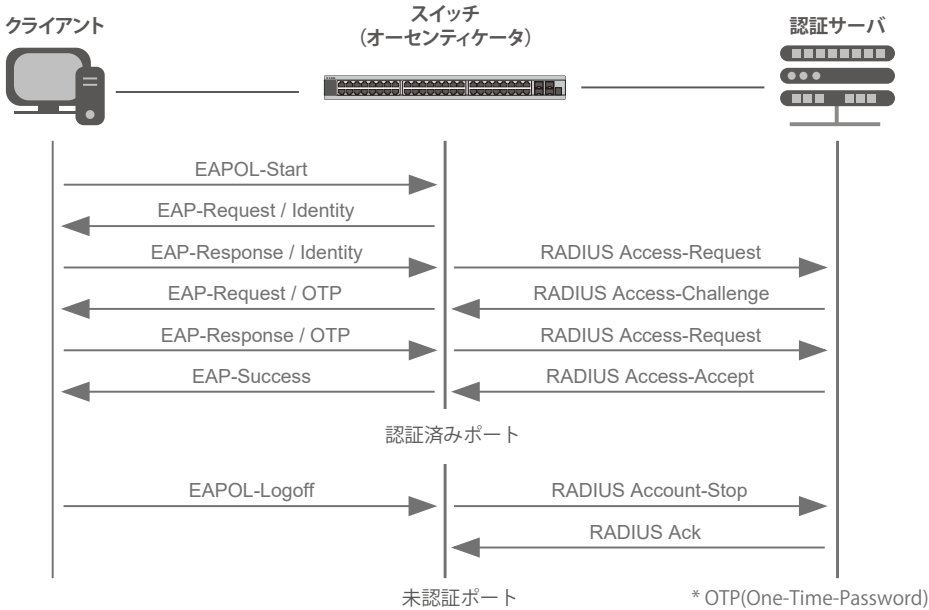 クライアント
スイッチ
(オーセンティケータ)
認証サーバ
EAPOL-Start
EAP-Request / Identity
EAP-Response / Identity
RADIUS Access-Request
EAP-Request / OTP
RADIUS Access-Challenge
EAP-Response / OTP
RADIUS Access-Request
EAP-Success
RADIUS Access-Accept
認証済みポート
EAPOL-Logoff
RADIUS Account-Stop
RADIUS Ack
未認証ポート
* OTP(One-Time-Password)